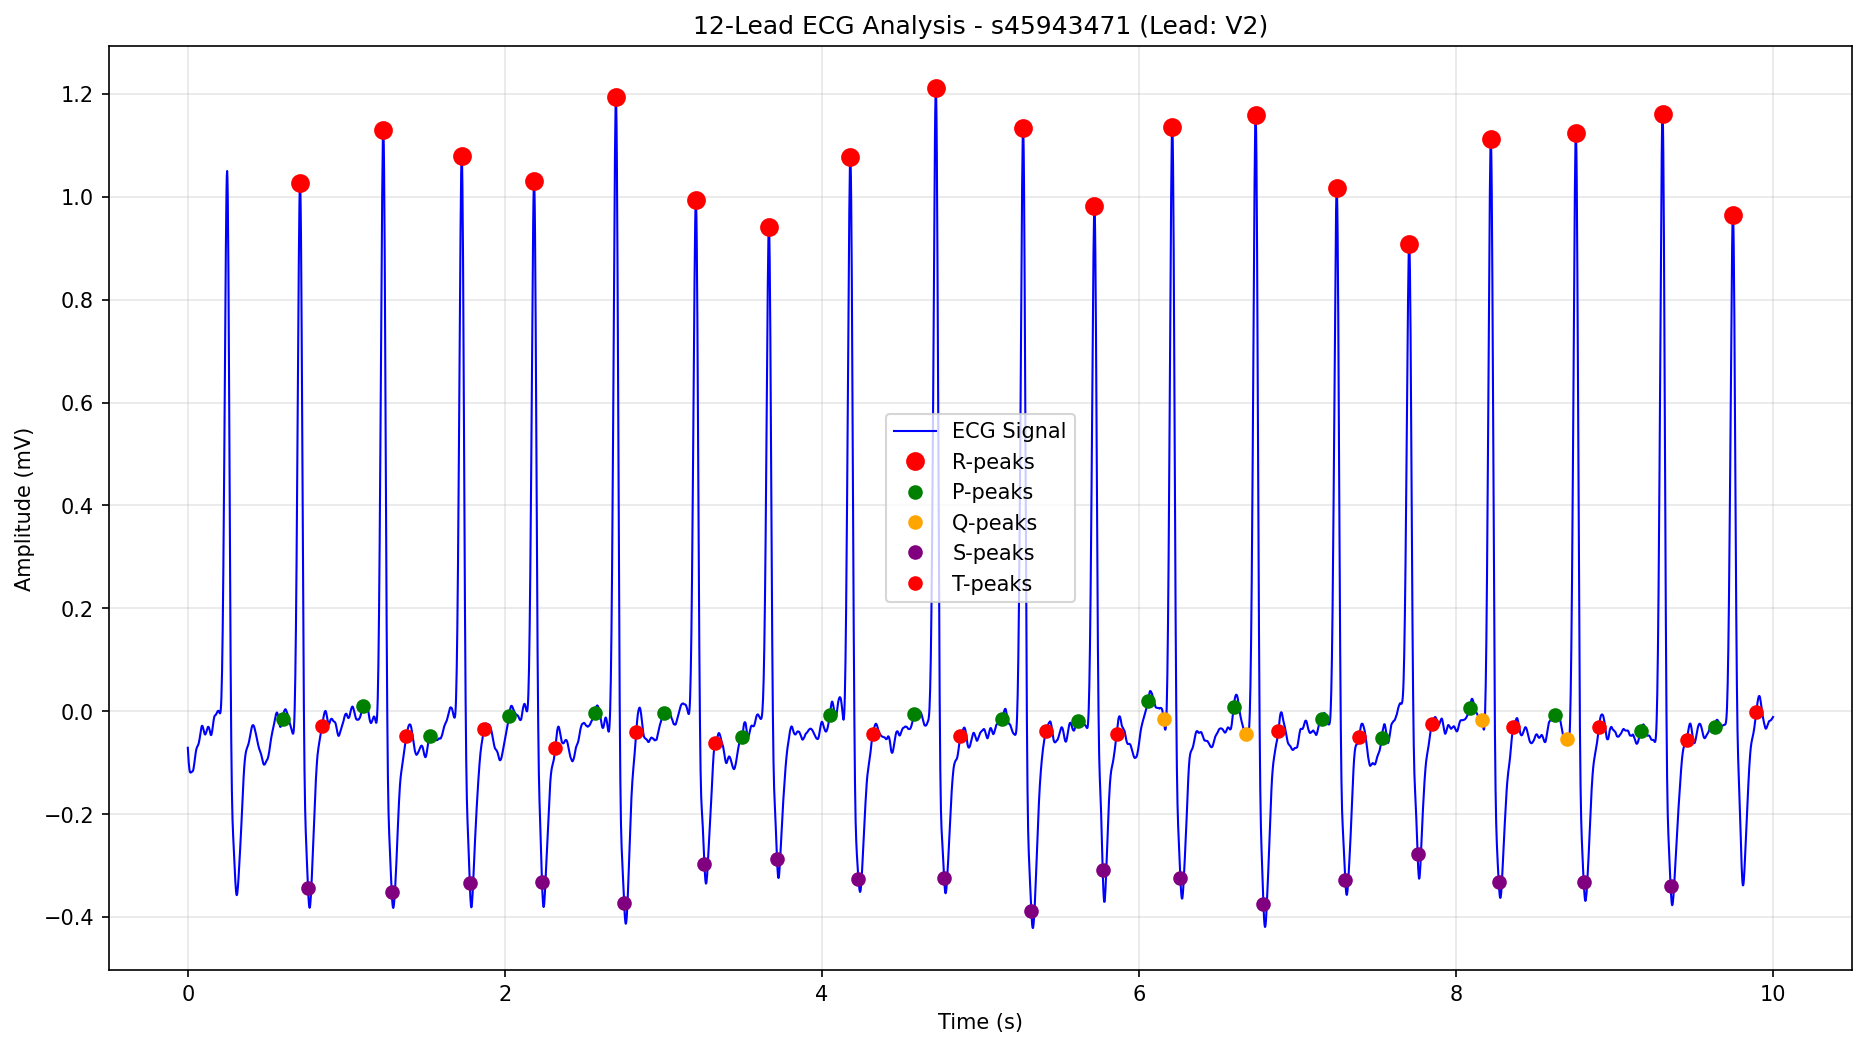 12-Lead ECG Analysis - s45943471 (Lead: V2)
Amplitude (mV)
1.2
1.0
0.8
0.6
0.4
0.2
0.0
−0.2
−0.4
ECG Signal
R-peaks
P-peaks
Q-peaks
S-peaks
T-peaks
0 2 4 6 8 10
Time (s)